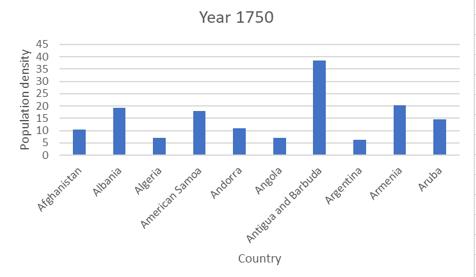 Year 1750
Population density
45
40
35
30
25
20
15
10
5
0
Afghanistan
Albania
Algeria
American Samoa
Andorra
Angola
Antigua and Barbuda
Argentina
Armenia
Aruba
Country